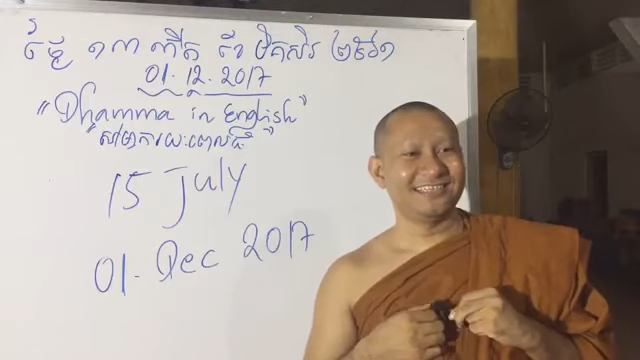 ថ្ងៃ ១៣ កើត ខែ មិគសិរ ២៥៦១
01. 12. 2017
"Dhamma in English"
15 July
01. Dec 2017